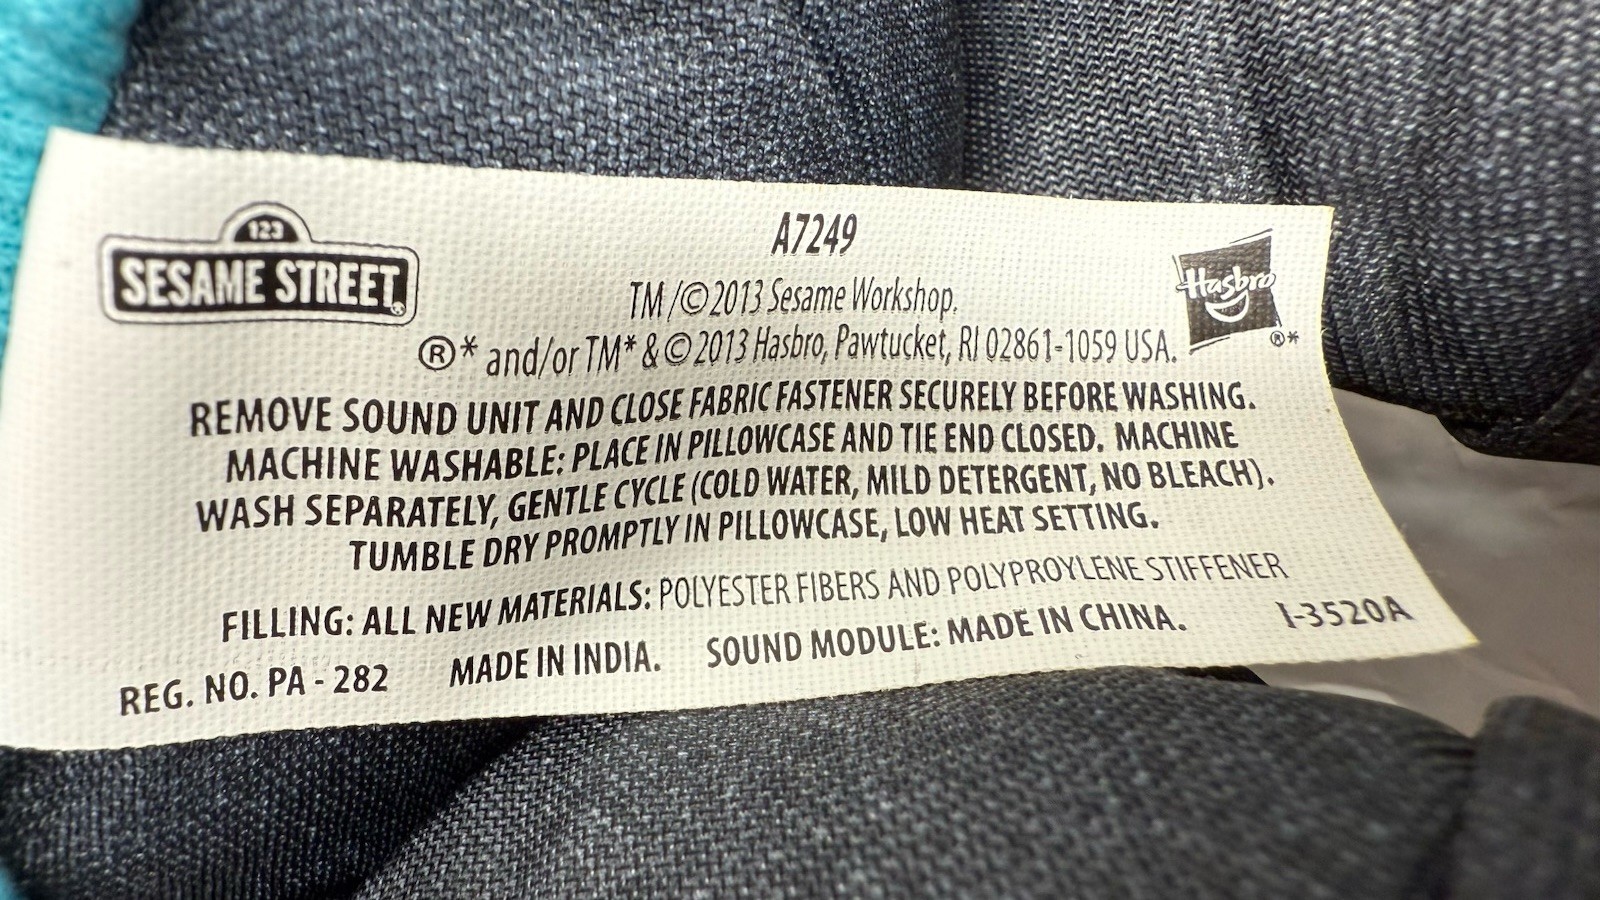 123
SESAME STREET®
A7249
Hasbro
®*
TM/©2013 Sesame Workshop.
®* and/or TM* & ©2013 Hasbro, Pawtucket, RI 02861-1059 USA.
REMOVE SOUND UNIT AND CLOSE FABRIC FASTENER SECURELY BEFORE WASHING.
MACHINE WASHABLE: PLACE IN PILLOWCASE AND TIE END CLOSED. MACHINE
WASH SEPARATELY, GENTLE CYCLE (COLD WATER, MILD DETERGENT, NO BLEACH).
TUMBLE DRY PROMPTLY IN PILLOWCASE, LOW HEAT SETTING.
FILLING: ALL NEW MATERIALS: POLYESTER FIBERS AND POLYPROYLENE STIFFENER
REG. NO. PA - 282 MADE IN INDIA. SOUND MODULE: MADE IN CHINA. I-3520A